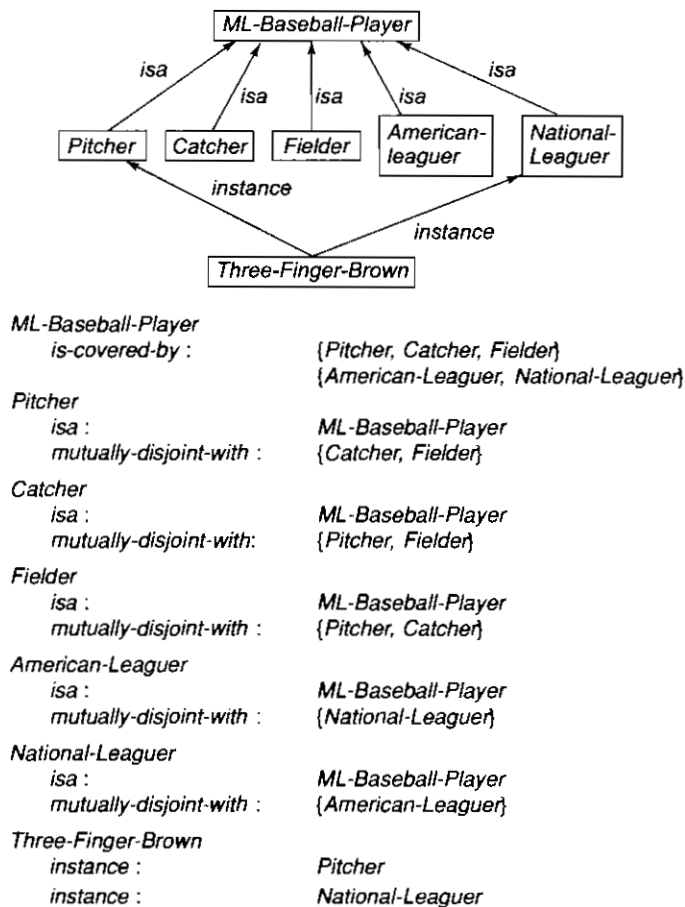 ML-Baseball-Player
isa
isa
isa
isa
isa
Pitcher
Catcher
Fielder
American-
leaguer
National-
Leaguer
instance
instance
Three-Finger-Brown
ML-Baseball-Player
is-covered-by : {Pitcher, Catcher, Fielder}
{American-Leaguer, National-Leaguer}
Pitcher
isa : ML-Baseball-Player
mutually-disjoint-with : {Catcher, Fielder}
Catcher
isa : ML-Baseball-Player
mutually-disjoint-with: {Pitcher, Fielder}
Fielder
isa : ML-Baseball-Player
mutually-disjoint-with : {Pitcher, Catcher}
American-Leaguer
isa : ML-Baseball-Player
mutually-disjoint-with : {National-Leaguer}
National-Leaguer
isa : ML-Baseball-Player
mutually-disjoint-with : {American-Leaguer}
Three-Finger-Brown
instance : Pitcher
instance : National-Leaguer